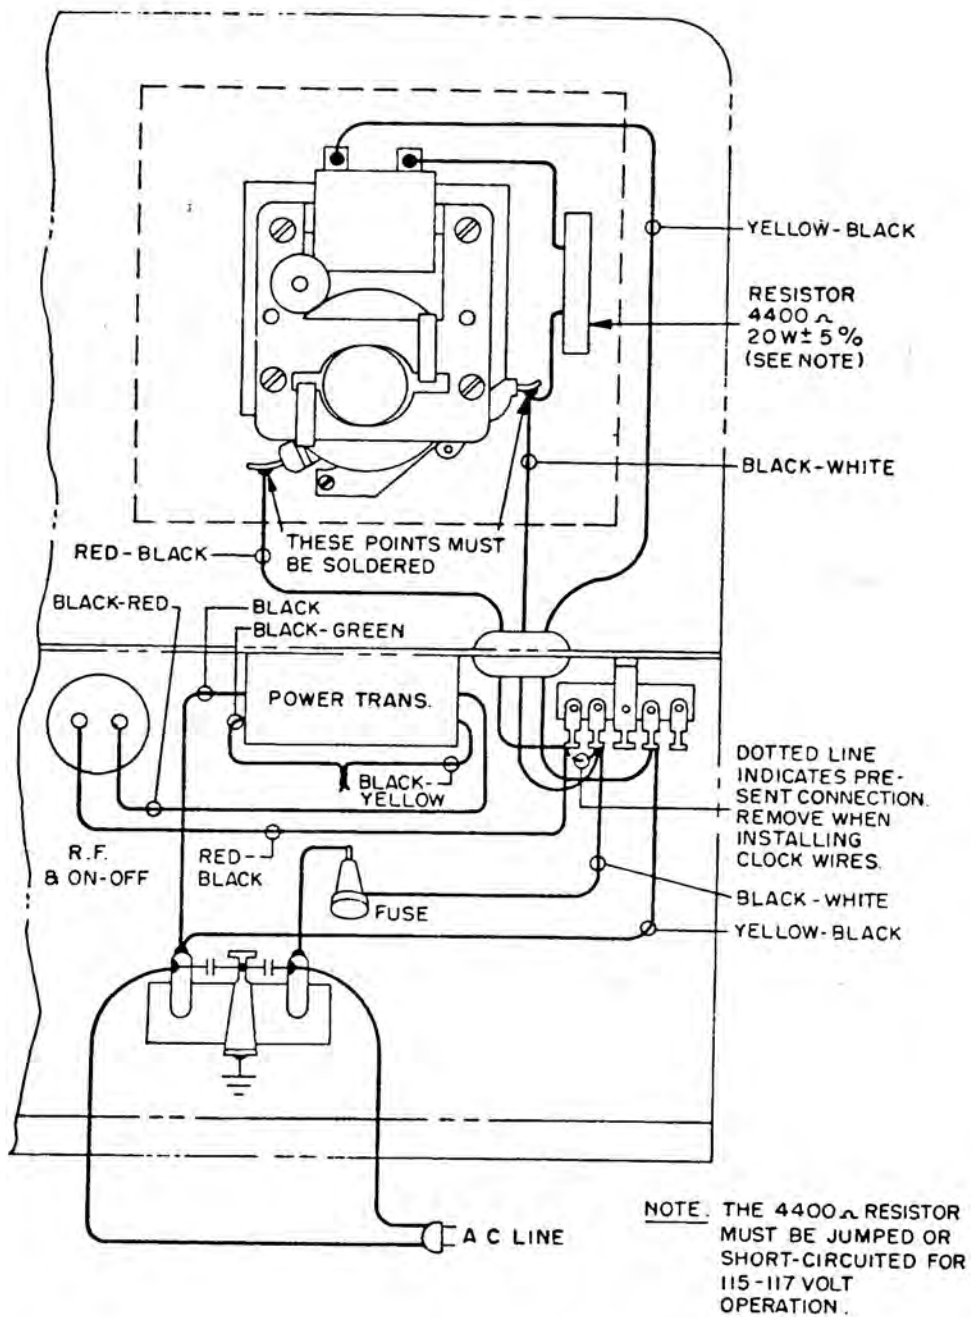 YELLOW-BLACK
RESISTOR
4400 Ω
20W ± 5 %
(SEE NOTE)
BLACK-WHITE
THESE POINTS MUST
BE SOLDERED
RED-BLACK
BLACK-RED
BLACK
BLACK-GREEN
POWER TRANS.
BLACK-
YELLOW
DOTTED LINE
INDICATES PRE-
SENT CONNECTION.
REMOVE WHEN
INSTALLING
CLOCK WIRES.
R.F.
& ON-OFF
RED-
BLACK
FUSE
BLACK-WHITE
YELLOW-BLACK
A C LINE
NOTE: THE 4400 Ω RESISTOR
MUST BE JUMPED OR
SHORT-CIRCUITED FOR
115-117 VOLT
OPERATION.